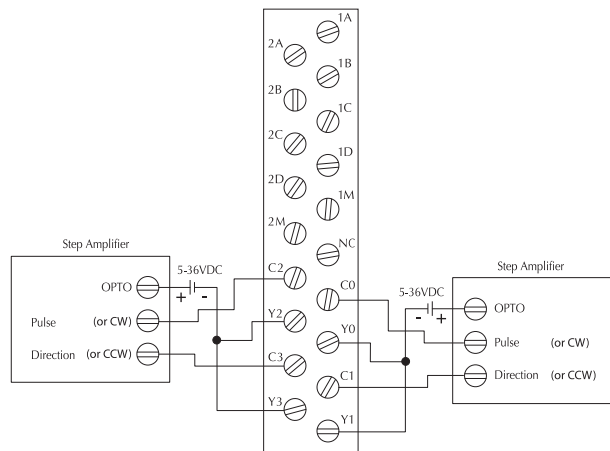 1A
2A
1B
2B
1C
2C
1D
2D
1M
2M
NC
Step Amplifier
5-36VDC
OPTO
+ -
Pulse (or CW)
Direction (or CCW)
C2
Y2
C3
Y3
C0
Y0
C1
Y1
Step Amplifier
5-36VDC
- +
OPTO
Pulse (or CW)
Direction (or CCW)